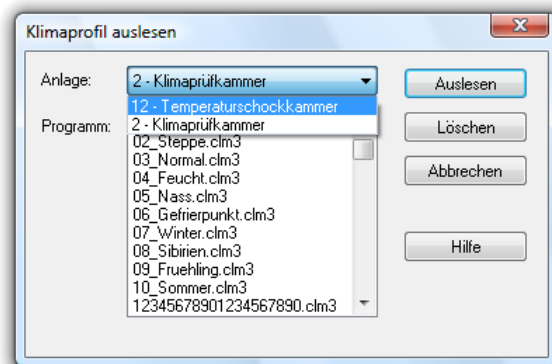 Klimaprofil auslesen
Anlage:
2 - Klimaprüfkammer
Auslesen
12 - Temperaturschockkammer
2 - Klimaprüfkammer
Programm:
Löschen
02_Steppe.clm3
03_Normal.clm3
04_Feucht.clm3
Abbrechen
05_Nass.clm3
06_Gefrierpunkt.clm3
07_Winter.clm3
08_Sibirien.clm3
Hilfe
09_Fruehling.clm3
10_Sommer.clm3
12345678901234567890.clm3